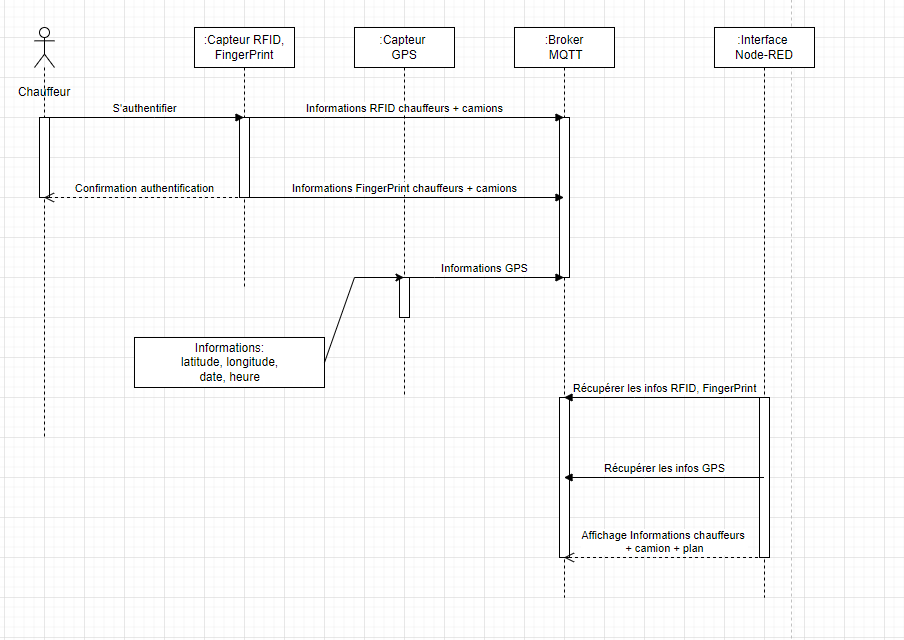 :Capteur RFID,
FingerPrint
:Capteur
GPS
:Broker
MQTT
:Interface
Node-RED
Chauffeur
S'authentifier
Informations RFID chauffeurs + camions
Confirmation authentification
Informations FingerPrint chauffeurs + camions
Informations GPS
Informations:
latitude, longitude,
date, heure
Récupérer les infos RFID, FingerPrint
Récupérer les infos GPS
Affichage Informations chauffeurs
+ camion + plan